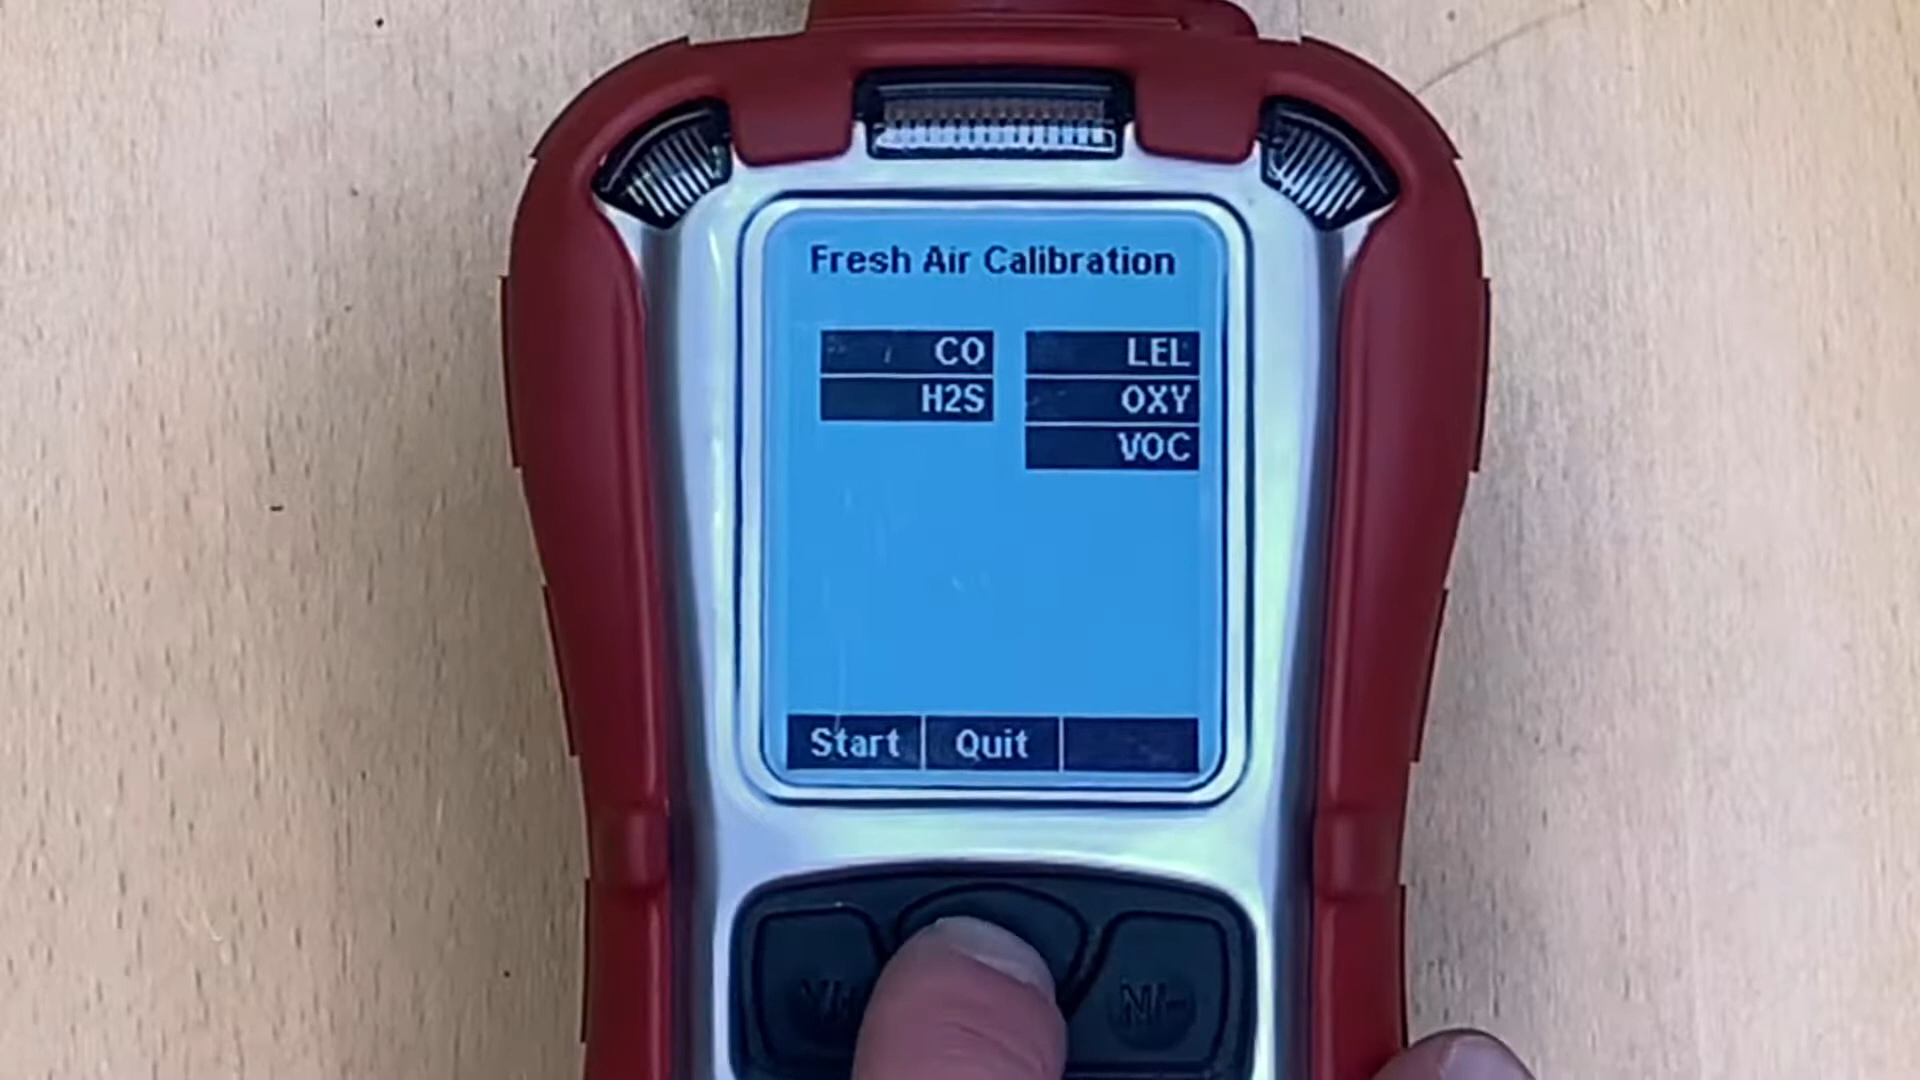 Fresh Air Calibration
CO LEL
H2S OXY
VOC
Start Quit
N/-